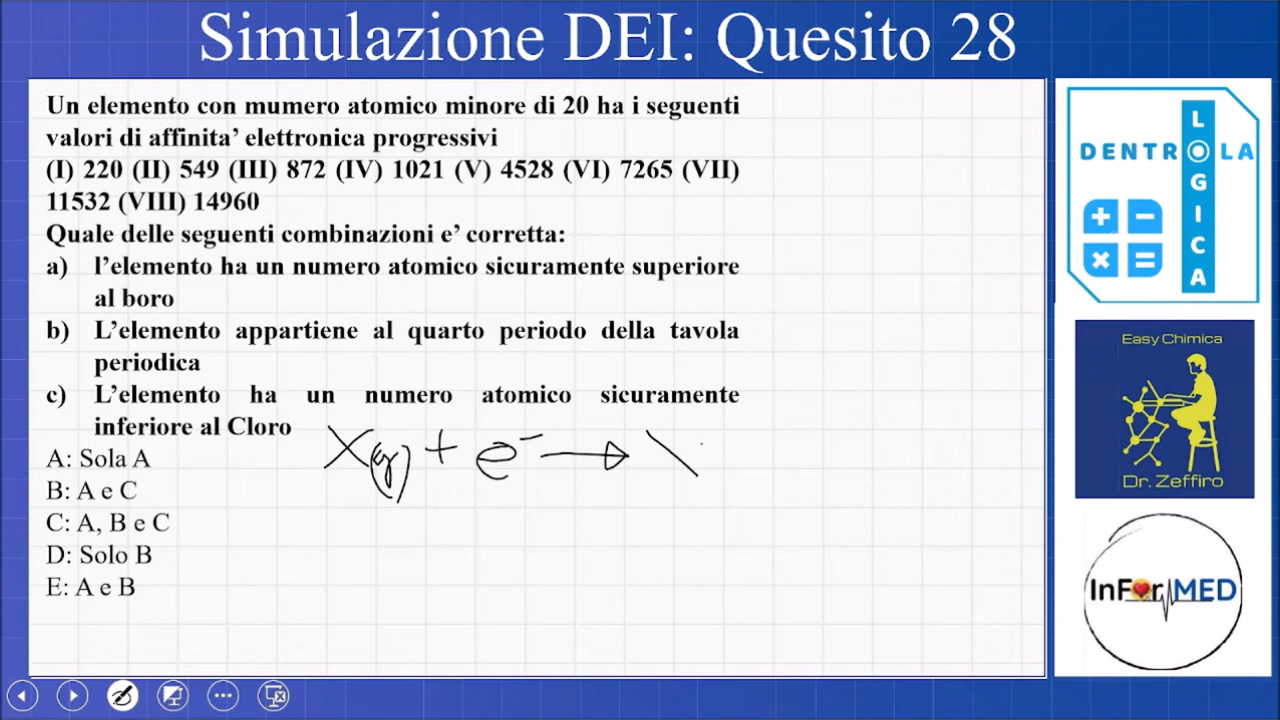 Simulazione DEI: Quesito 28
Un elemento con mumero atomico minore di 20 ha i seguenti
valori di affinita' elettronica progressivi
(I) 220 (II) 549 (III) 872 (IV) 1021 (V) 4528 (VI) 7265 (VII)
11532 (VIII) 14960
Quale delle seguenti combinazioni e' corretta:
a) l'elemento ha un numero atomico sicuramente superiore
al boro
b) L'elemento appartiene al quarto periodo della tavola
periodica
c) L'elemento ha un numero atomico sicuramente
inferiore al Cloro
X(g) + e⁻ →
A: Sola A
B: A e C
C: A, B e C
D: Solo B
E: A e B
DENTRO LA
LOGICA
Easy Chimica
Dr. Zeffiro
InForMED